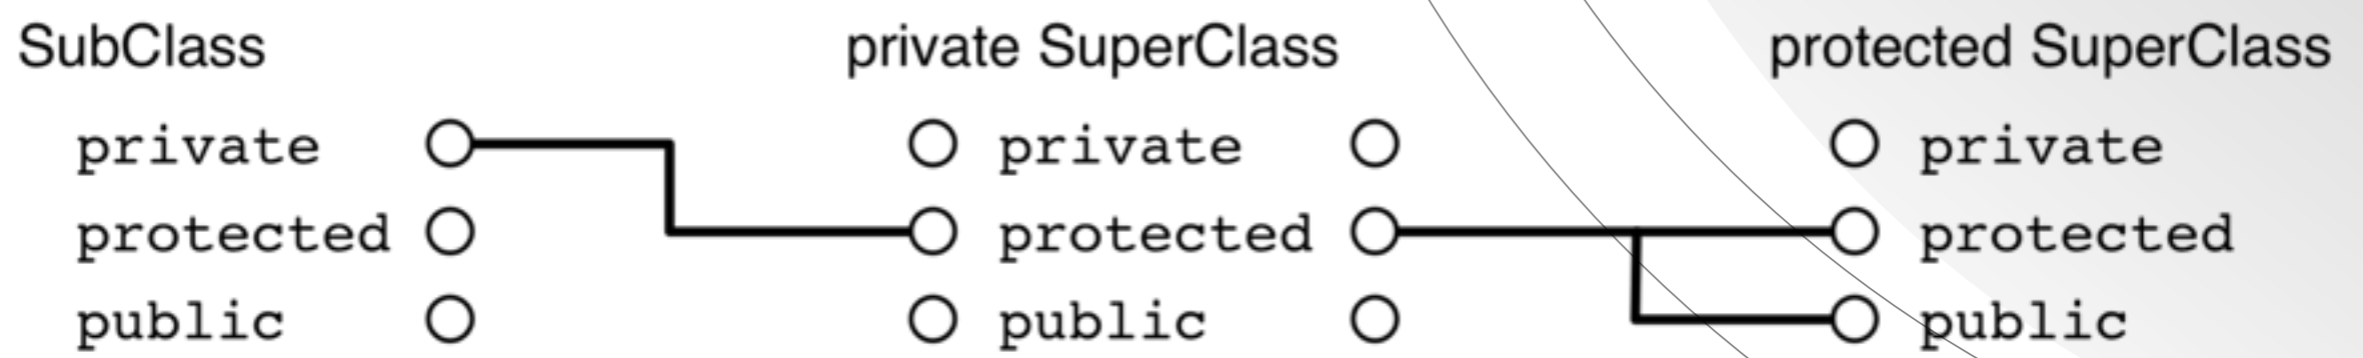 SubClass private SuperClass protected SuperClass
private private private
protected protected protected
public public public